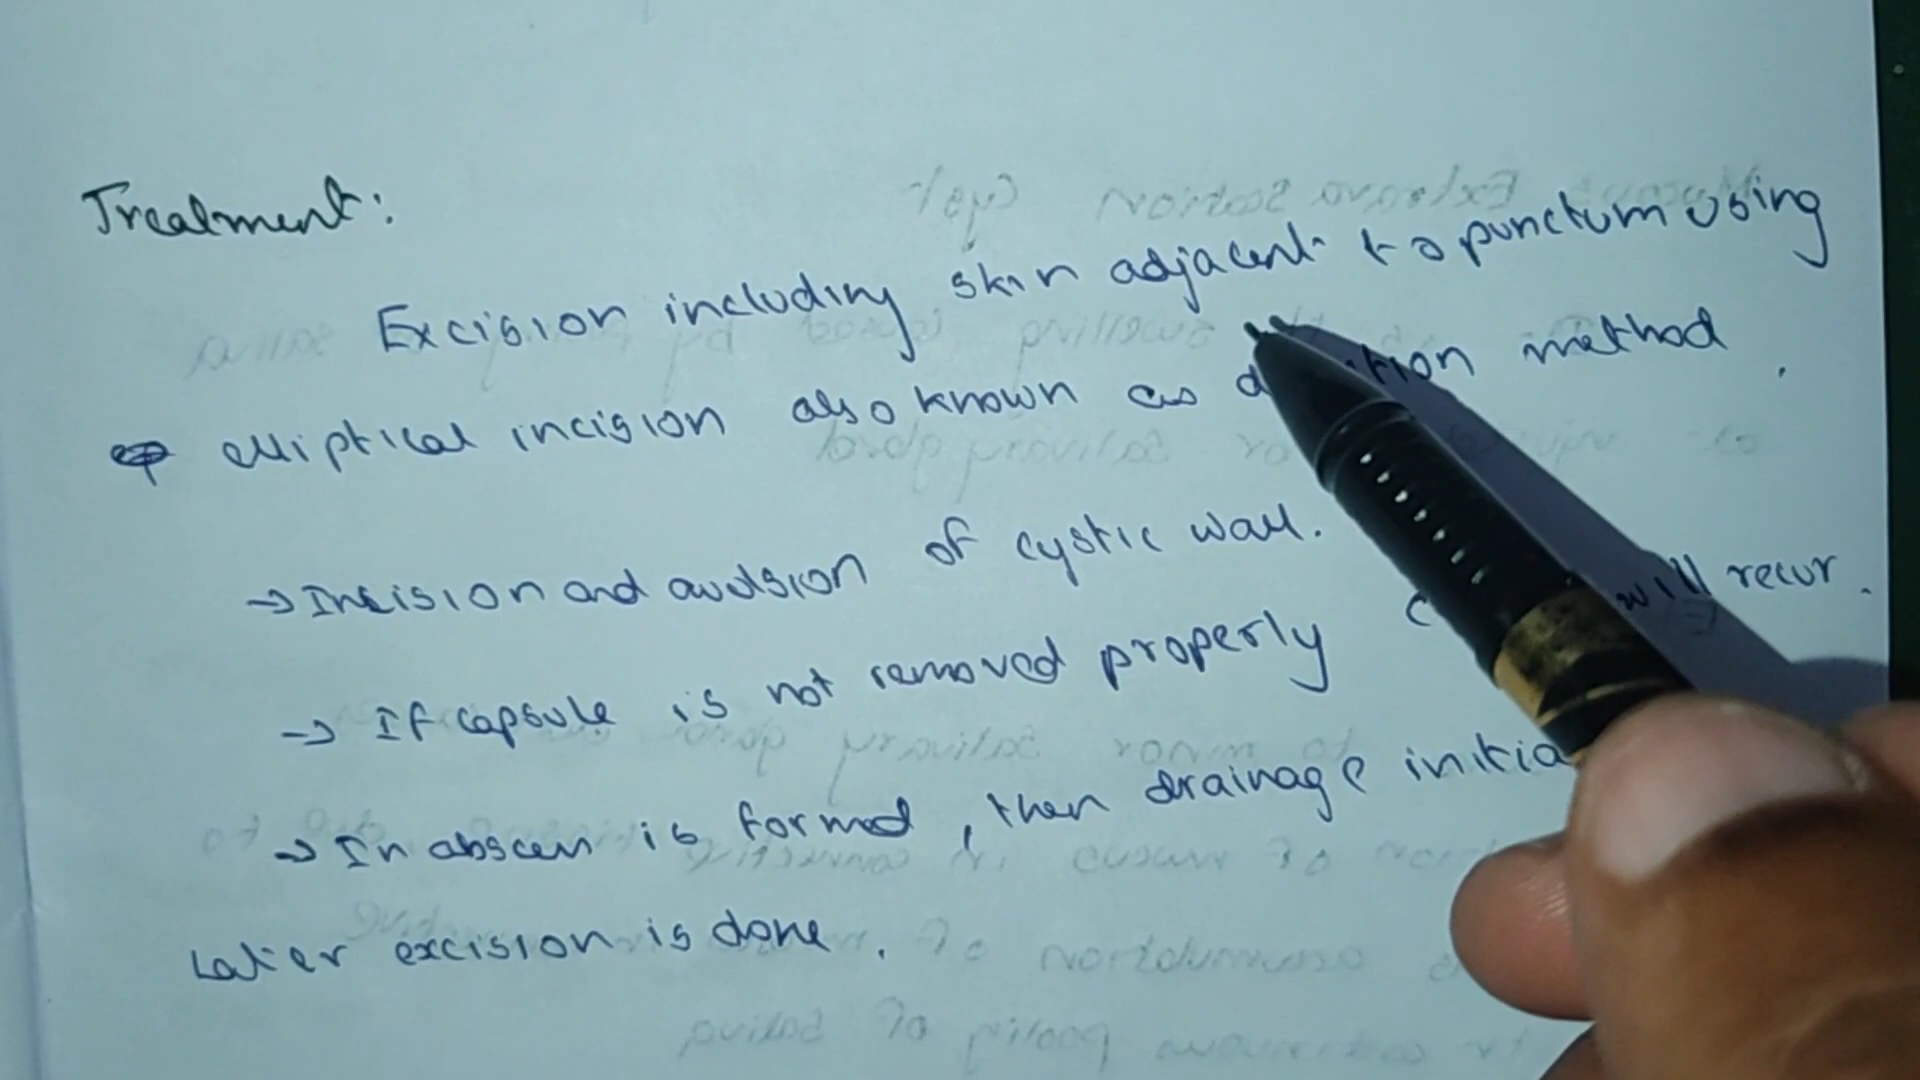 Treatment:
Excision including skin adjacent to punctum using
elliptical incision also known as method
→ Incision and avulsion of cystic wall.
→ If capsule is not removed properly will recur.
→ In abscess is formed, then drainage
Later excision is done.